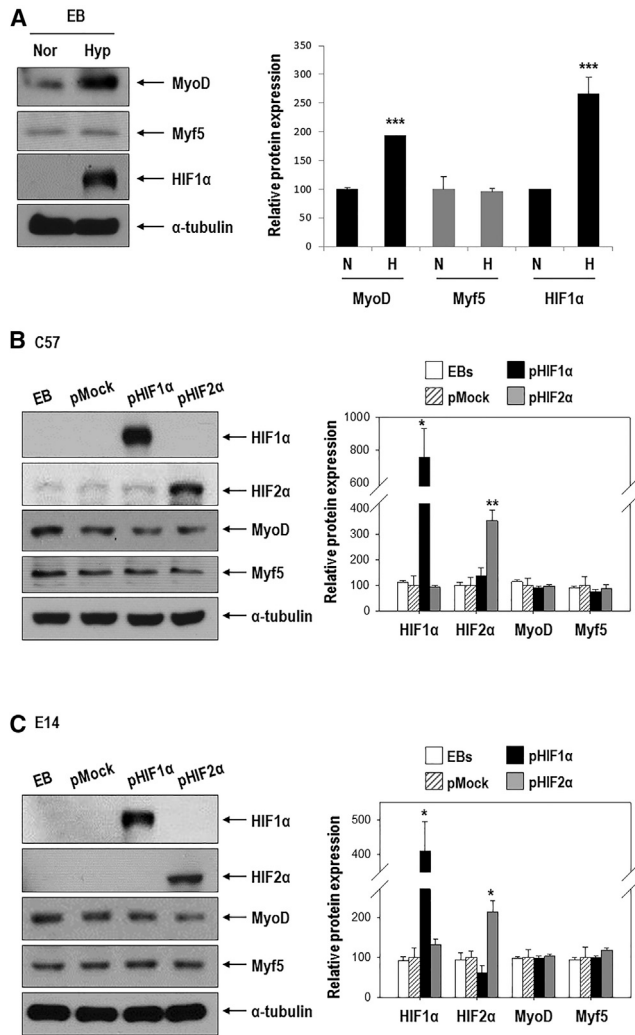 A
EB
Nor Hyp
MyoD
Myf5
HIF1α
α-tubulin
Relative protein expression
350
300
250
200
150
100
50
0
***
***
N H N H N H
MyoD Myf5 HIF1α
B C57
EB pMock pHIF1α pHIF2α
HIF1α
HIF2α
MyoD
Myf5
α-tubulin
EBs pHIF1α
pMock pHIF2α
Relative protein expression
1000
800
600
400
300
200
100
0
*
**
HIF1α HIF2α MyoD Myf5
C E14
EB pMock pHIF1α pHIF2α
HIF1α
HIF2α
MyoD
Myf5
α-tubulin
EBs pHIF1α
pMock pHIF2α
Relative protein expression
500
400
200
100
0
*
*
HIF1α HIF2α MyoD Myf5